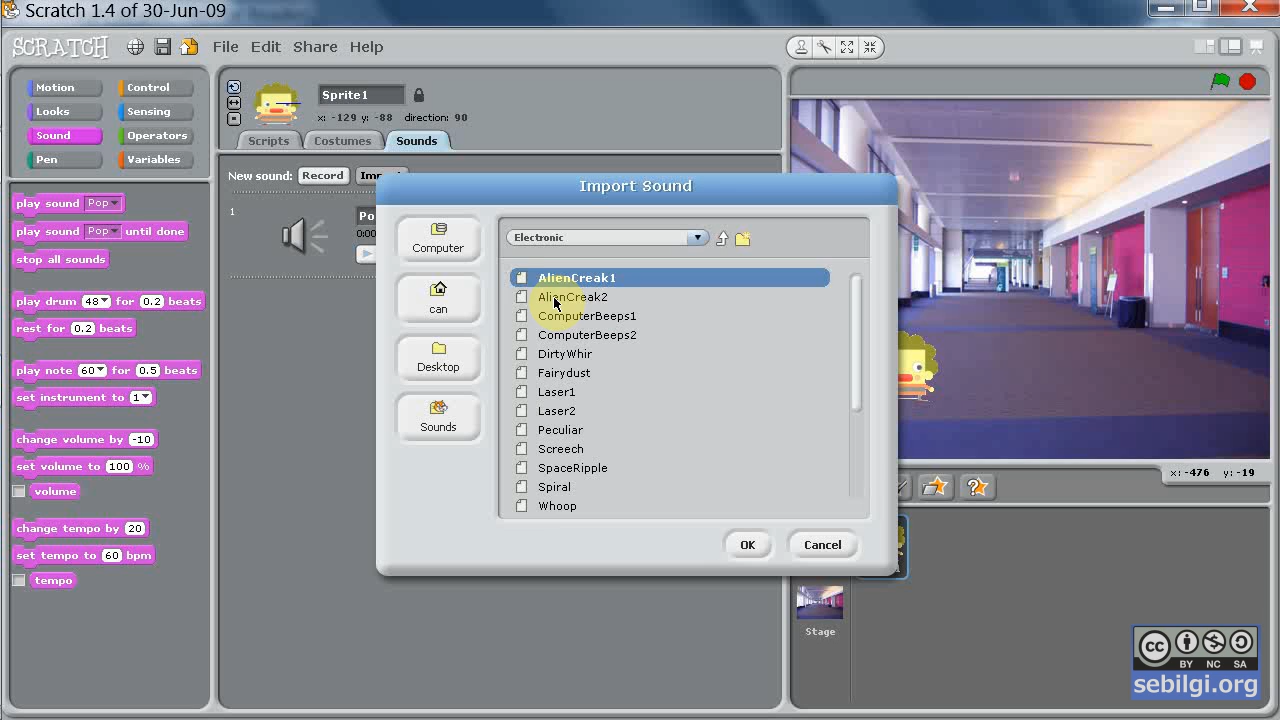 Scratch 1.4 of 30-Jun-09
SCRATCH File Edit Share Help
Motion Control
Looks Sensing
Sound Operators
Pen Variables
Sprite1
x: -129 y: -88 direction: 90
Scripts Costumes Sounds
New sound: Record
1
play sound Pop
play sound Pop until done
stop all sounds
play drum 48 for 0.2 beats
rest for 0.2 beats
play note 60 for 0.5 beats
set instrument to 1
change volume by -10
set volume to 100 %
volume
change tempo by 20
set tempo to 60 bpm
tempo
Import Sound
Computer
can
Desktop
Sounds
Electronic
AlienCreak1
AlienCreak2
ComputerBeeps1
ComputerBeeps2
DirtyWhir
Fairydust
Laser1
Laser2
Peculiar
Screech
SpaceRipple
Spiral
Whoop
OK Cancel
x: -476 y: -19
Stage
cc BY NC SA
sebilgi.org